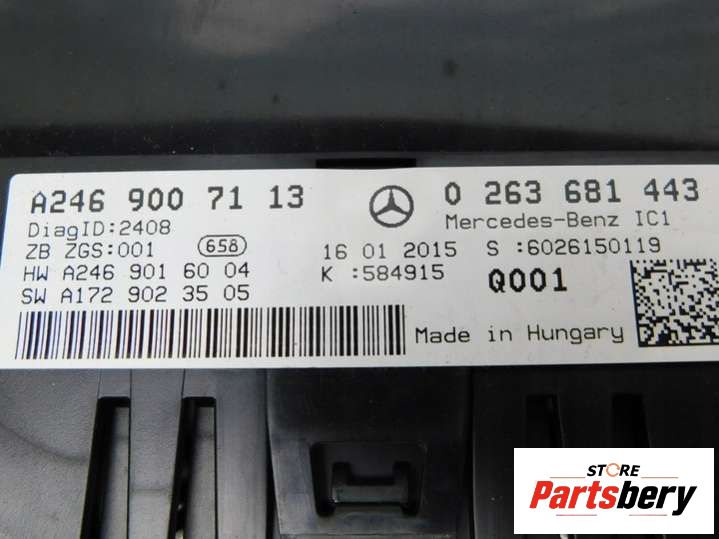 A246 900 71 13
0 263 681 443
DiagID:2408
Mercedes-Benz IC1
ZB ZGS:001
658
16 01 2015
S :6026150119
HW A246 901 60 04
K :584915
Q001
SW A172 902 35 05
Made in Hungary
STORE
Partsbery